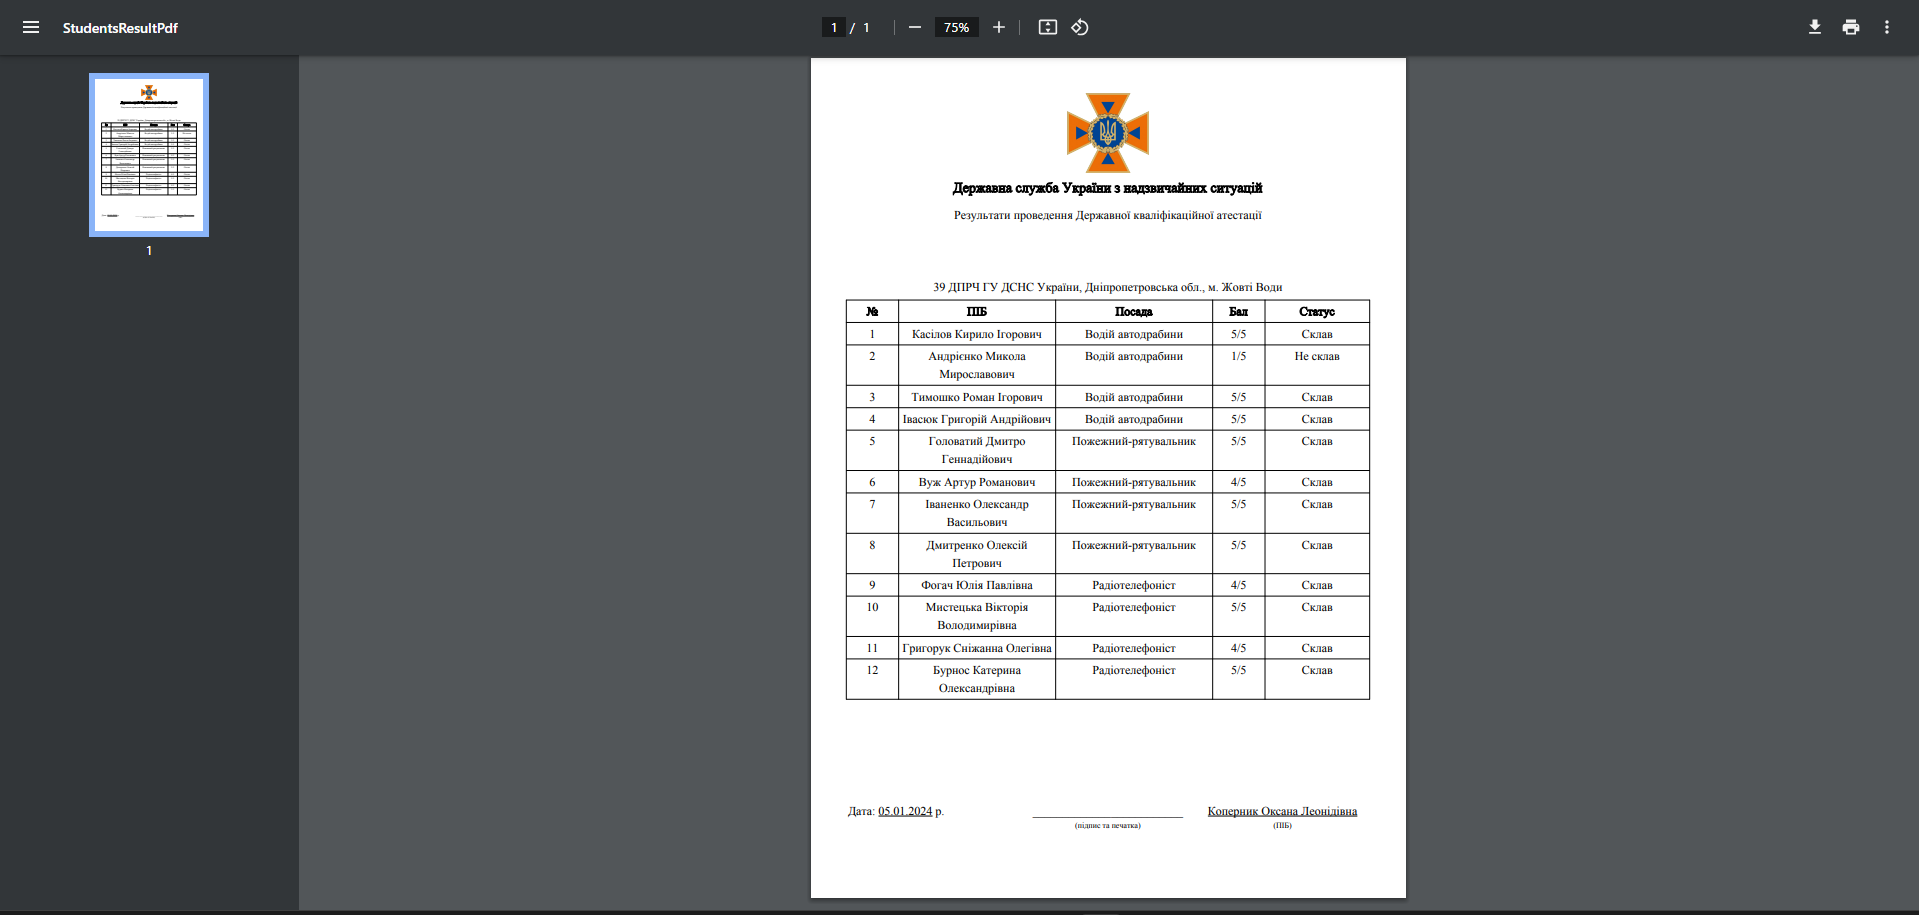 StudentsResultPdf
1 / 1
75%
1
Державна служба України з надзвичайних ситуацій
Результати проведення Державної кваліфікаційної атестації
39 ДПРЧ ГУ ДСНС України, Дніпропетровська обл., м. Жовті Води
№ ПІБ Посада Бал Статус
1 Касілов Кирило Ігорович Водій автодрабини 5/5 Склав
2 Андрієнко Микола Водій автодрабини 1/5 Не склав
Мирославович
3 Тимошко Роман Ігорович Водій автодрабини 5/5 Склав
4 Івасюк Григорій Андрійович Водій автодрабини 5/5 Склав
5 Головатий Дмитро Пожежний-рятувальник 5/5 Склав
Геннадійович
6 Вуж Артур Романович Пожежний-рятувальник 4/5 Склав
7 Іваненко Олександр Пожежний-рятувальник 5/5 Склав
Васильович
8 Дмитренко Олексій Пожежний-рятувальник 5/5 Склав
Петрович
9 Фогач Юлія Павлівна Радіотелефоніст 4/5 Склав
10 Мистецька Вікторія Радіотелефоніст 5/5 Склав
Володимирівна
11 Григорук Сніжанна Олегівна Радіотелефоніст 4/5 Склав
12 Бурнос Катерина Радіотелефоніст 5/5 Склав
Олександрівна
Дата: 05.01.2024 р. Коперник Оксана Леонідівна
(підпис та печатка) (ПІБ)